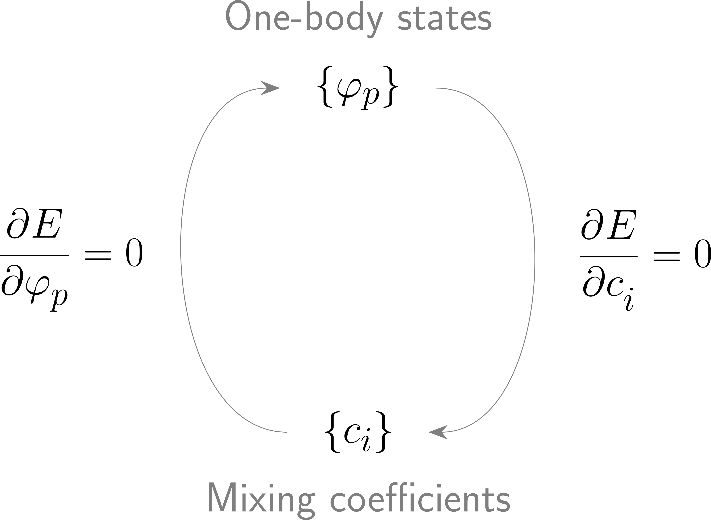 One-body states
{φ_p}
∂E/∂φ_p = 0
∂E/∂c_i = 0
{c_i}
Mixing coefficients